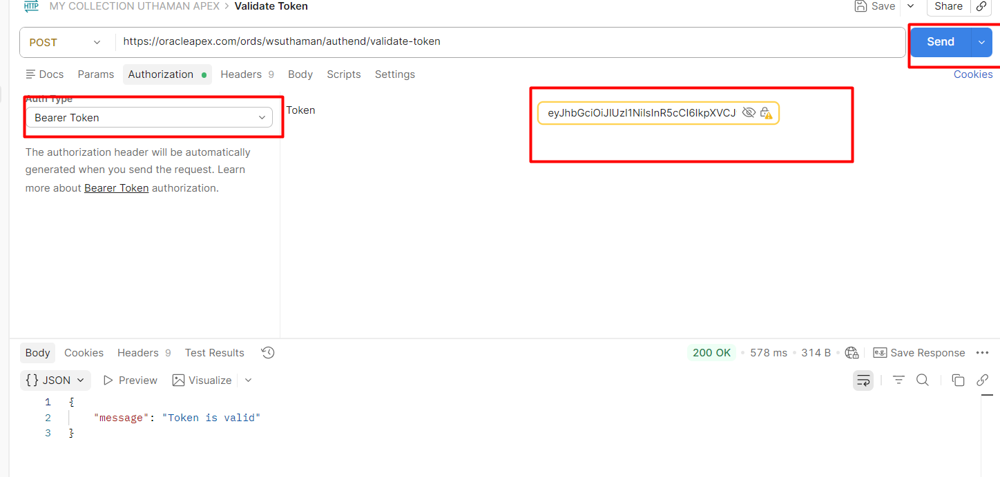 HTTP MY COLLECTION UTHAMAN APEX > Validate Token Save Share
POST https://oracleapex.com/ords/wsuthaman/authend/validate-token Send
Docs Params Authorization Headers 9 Body Scripts Settings Cookies
Auth Type
Bearer Token
Token eyJhbGciOiJIUzI1NiIsInR5cCI6IkpXVCJ
The authorization header will be automatically
generated when you send the request. Learn
more about Bearer Token authorization.
Body Cookies Headers 9 Test Results 200 OK • 578 ms • 314 B • e.g. Save Response
{} JSON Preview Visualize
1 {
2 "message": "Token is valid"
3 }